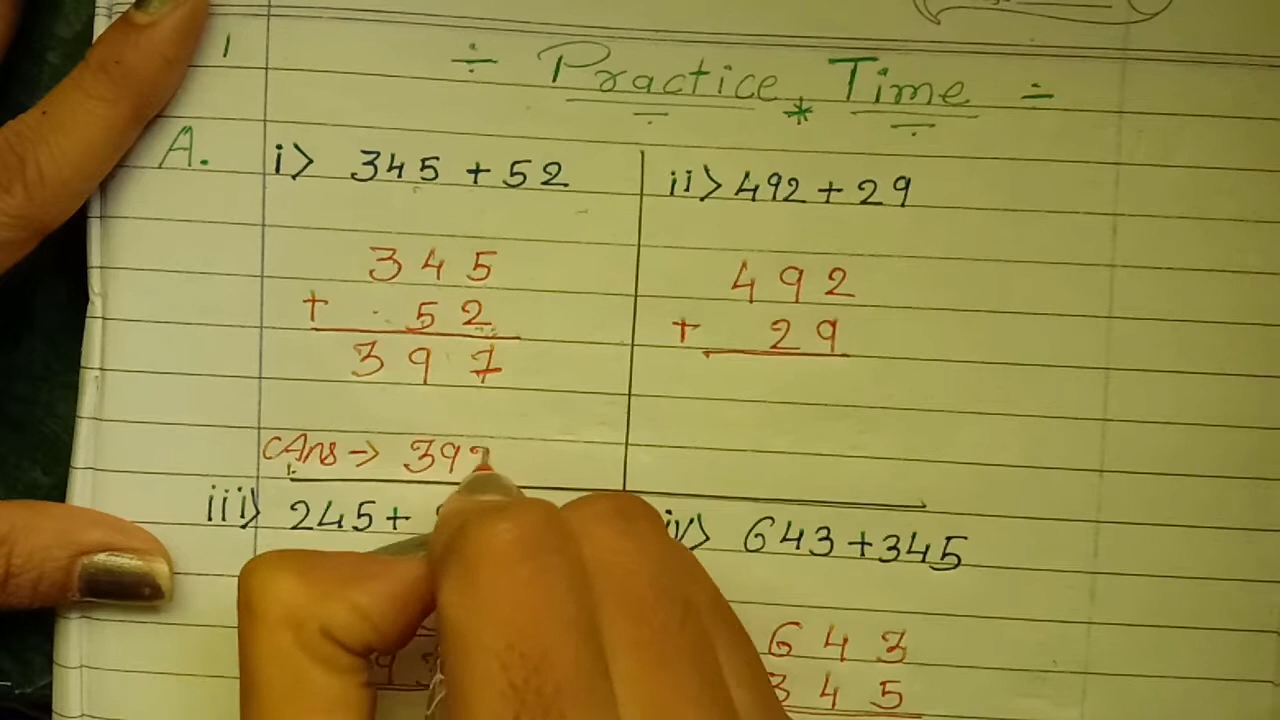 1
÷ Practice * Time ÷
A. i> 345 + 52
345
+ 52
397
Ans → 397
ii> 492 + 29
492
+ 29
iii> 245 +
iv> 643 + 345
643
345